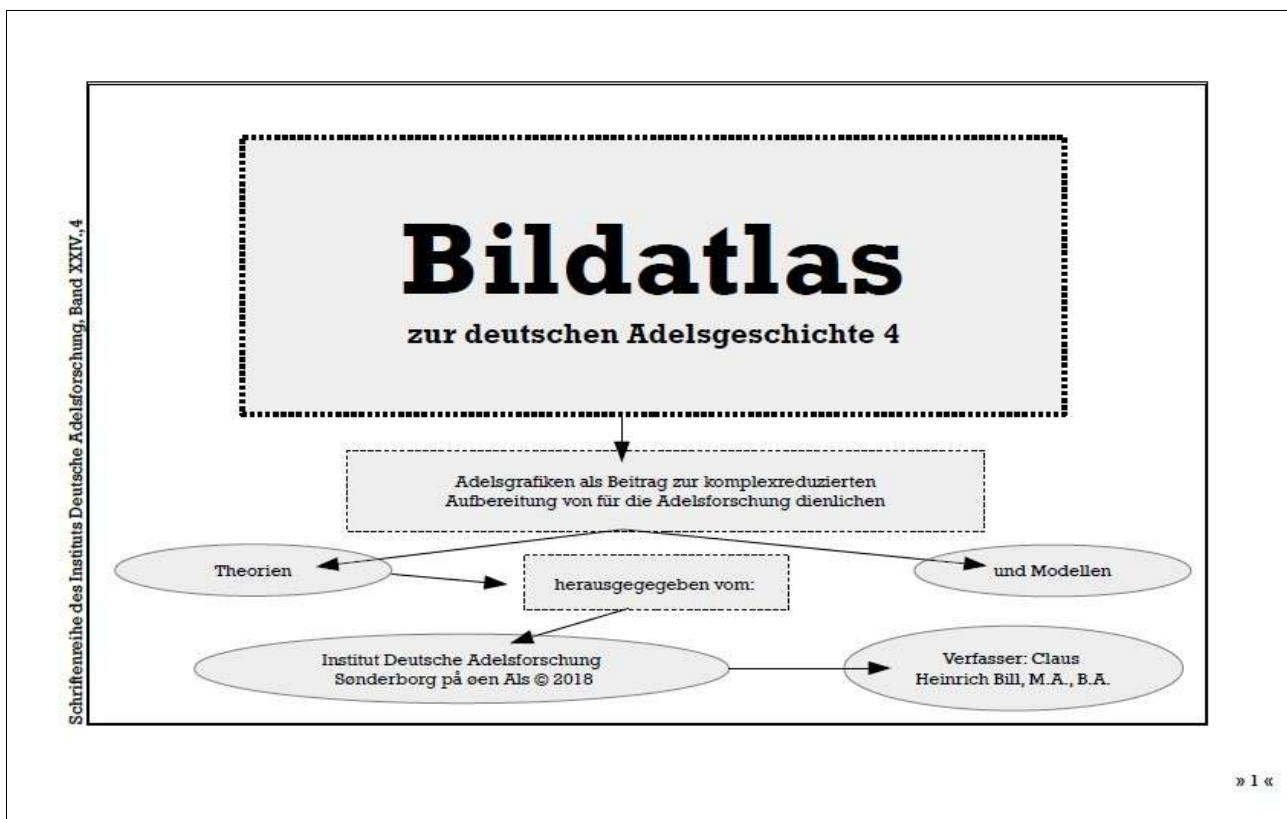 Schriftenreihe des Instituts Deutsche Adelsforschung, Band XXIV., 4
Bildatlas
zur deutschen Adelsgeschichte 4
Adelsgrafiken als Beitrag zur komplexreduzierten
Aufbereitung von für die Adelsforschung dienlichen
Theorien
und Modellen
herausgegegeben vom:
Institut Deutsche Adelsforschung
Sønderborg på øen Als © 2018
Verfasser: Claus
Heinrich Bill, M.A., B.A.
» 1 «